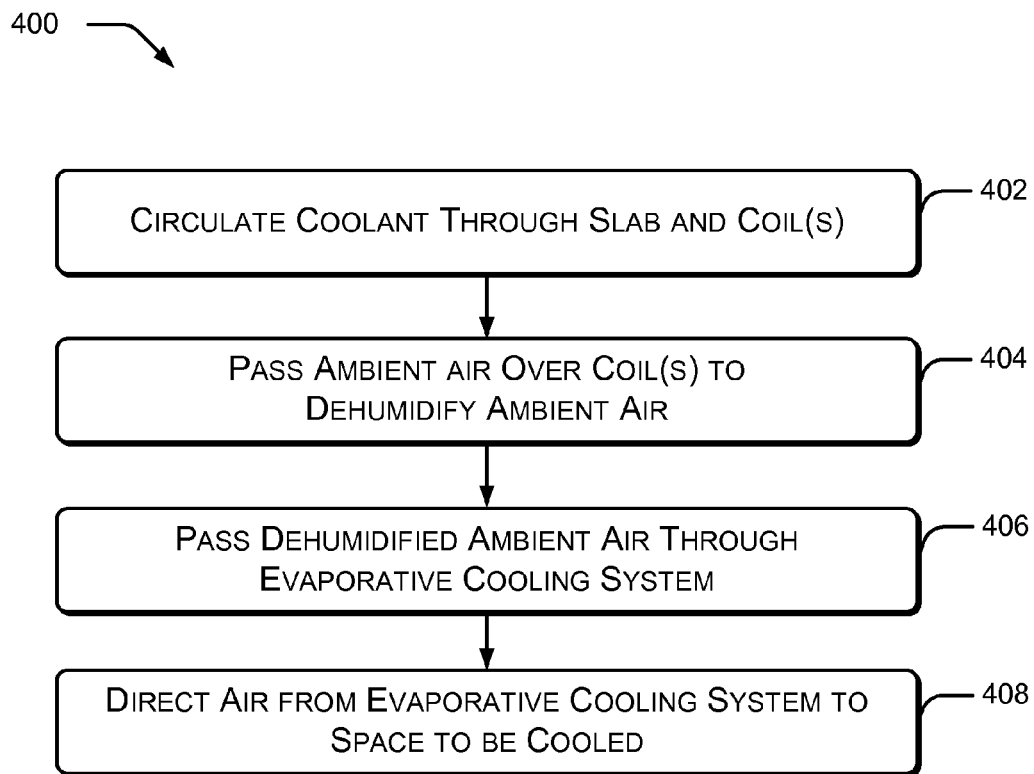 400
CIRCULATE COOLANT THROUGH SLAB AND COIL(S)
402
PASS AMBIENT AIR OVER COIL(S) TO
DEHUMIDIFY AMBIENT AIR
404
PASS DEHUMIDIFIED AMBIENT AIR THROUGH
EVAPORATIVE COOLING SYSTEM
406
DIRECT AIR FROM EVAPORATIVE COOLING SYSTEM TO
SPACE TO BE COOLED
408